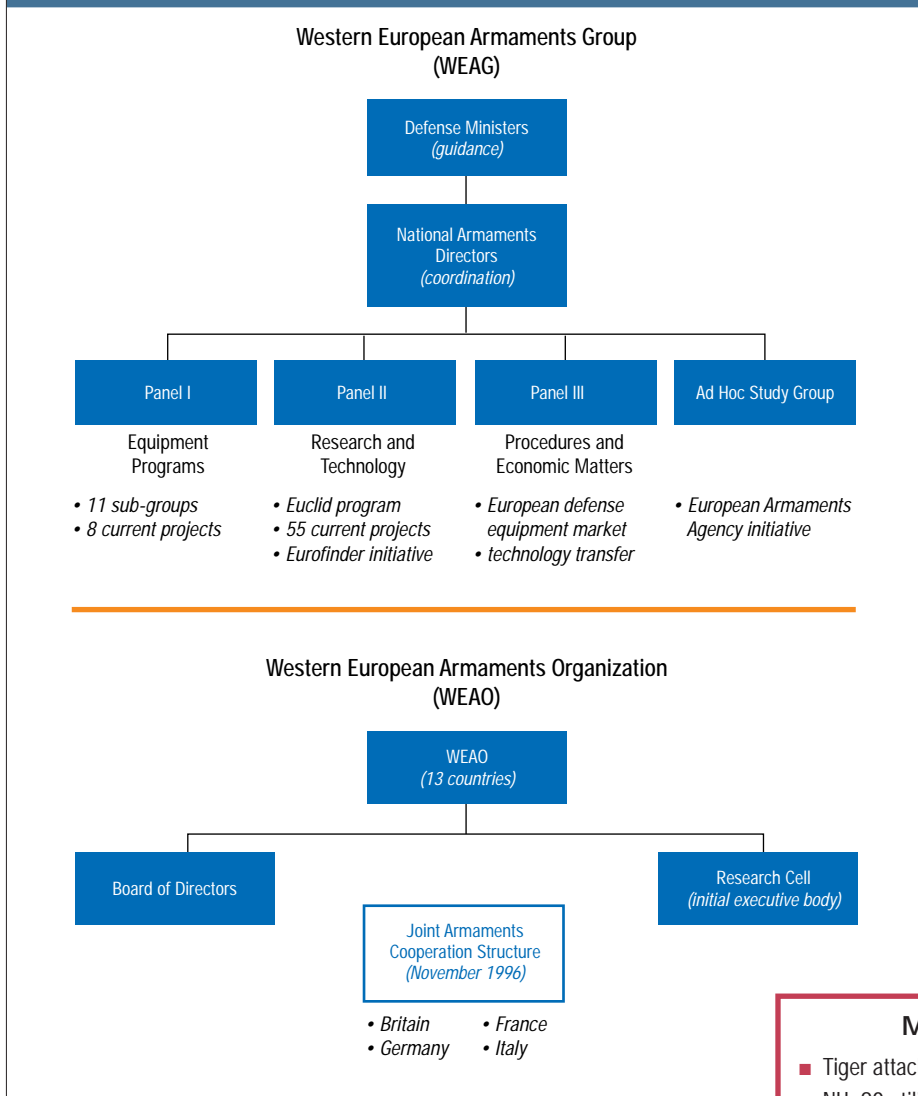 Western European Armaments Group
(WEAG)
Defense Ministers
(guidance)
National Armaments
Directors
(coordination)
Panel I
Equipment
Programs
• 11 sub-groups
• 8 current projects
Panel II
Research and
Technology
• Euclid program
• 55 current projects
• Eurofinder initiative
Panel III
Procedures and
Economic Matters
• European defense
equipment market
• technology transfer
Ad Hoc Study Group
• European Armaments
Agency initiative
Western European Armaments Organization
(WEAO)
WEAO
(13 countries)
Board of Directors
Research Cell
(initial executive body)
Joint Armaments
Cooperation Structure
(November 1996)
• Britain • France
• Germany • Italy
M
■ Tiger attac